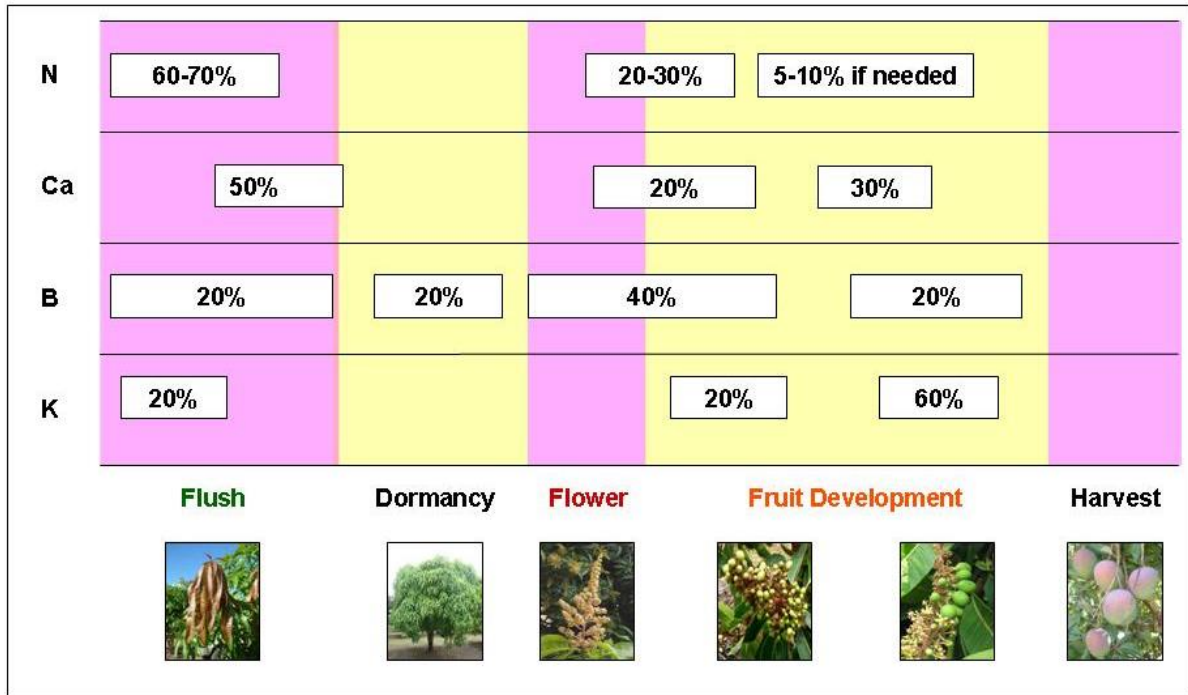 N 60-70% 20-30% 5-10% if needed
Ca 50% 20% 30%
B 20% 20% 40% 20%
K 20% 20% 60%
Flush Dormancy Flower Fruit Development Harvest